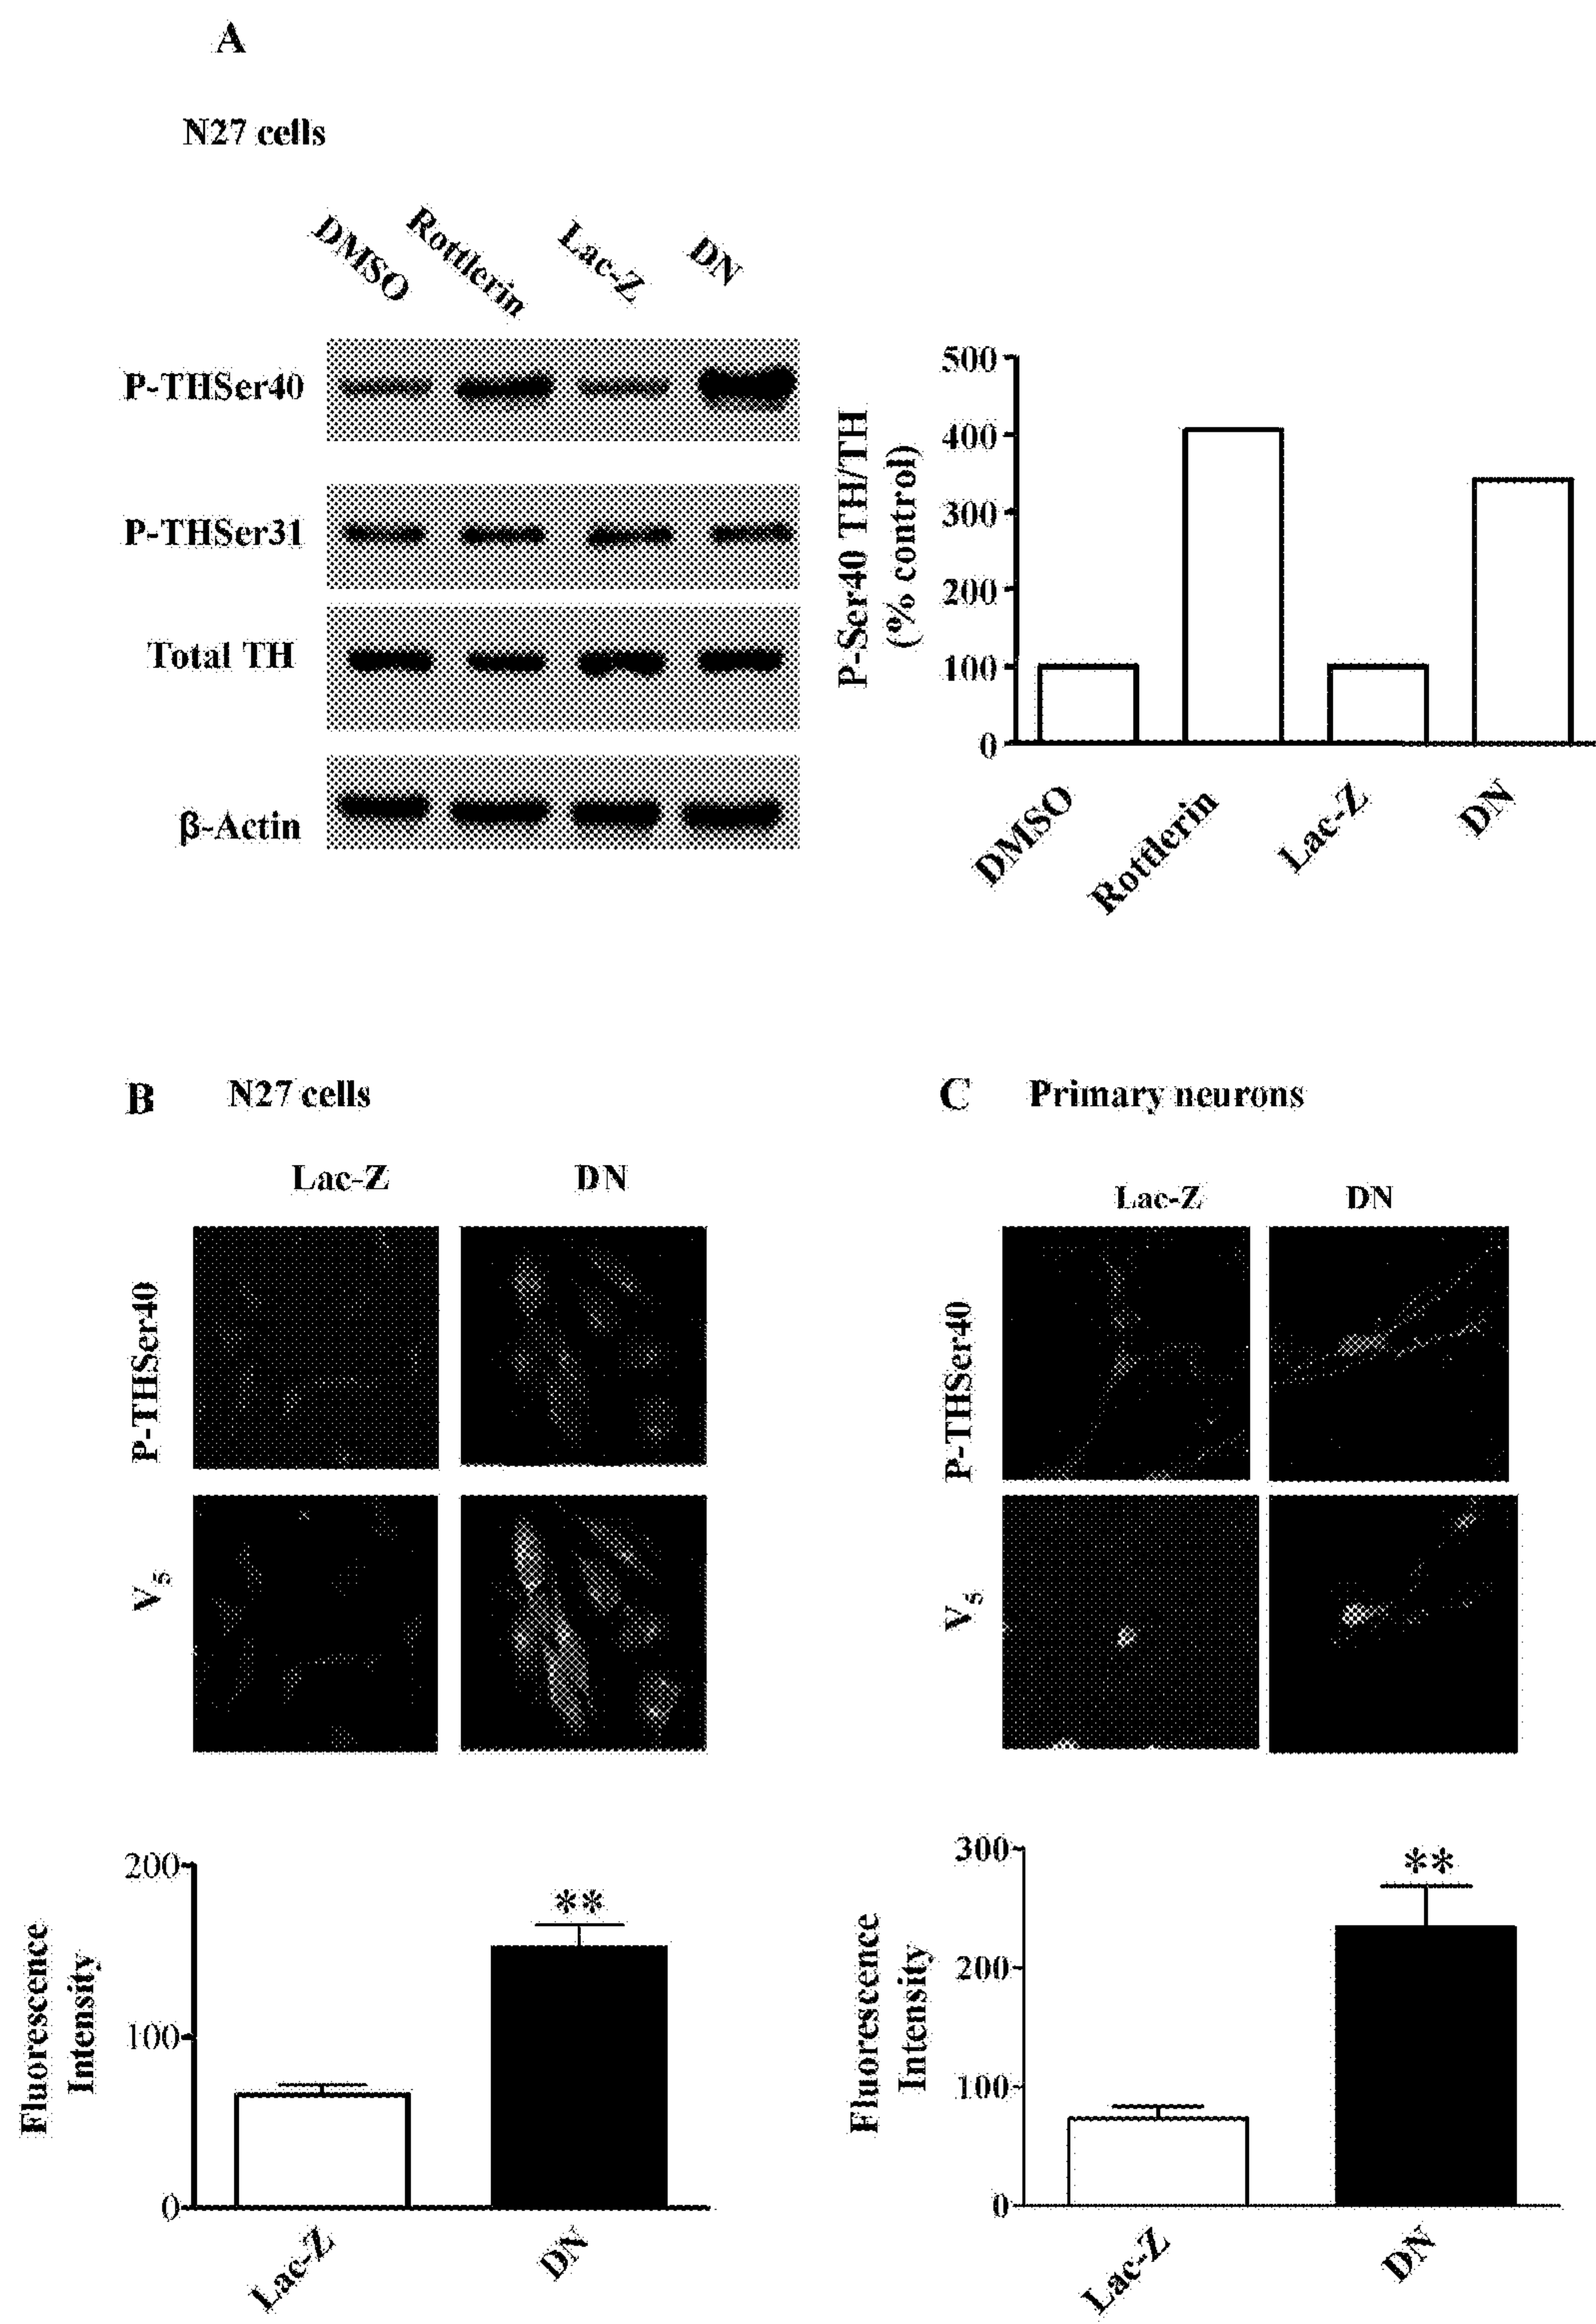 A
N27 cells
DMSO
Rottlerin
Lac-Z
DN
P-THSer40
P-THSer31
Total TH
β-Actin
P-Ser40 TH/TH
(% control)
500
400
300
200
100
0
DMSO
Rottlerin
Lac-Z
DN
B N27 cells
Lac-Z DN
P-THSer40
V5
Fluorescence
Intensity
200
**
100
0
Lac-Z
DN
C Primary neurons
Lac-Z DN
P-THSer40
V5
Fluorescence
Intensity
300
**
200
100
0
Lac-Z
DN